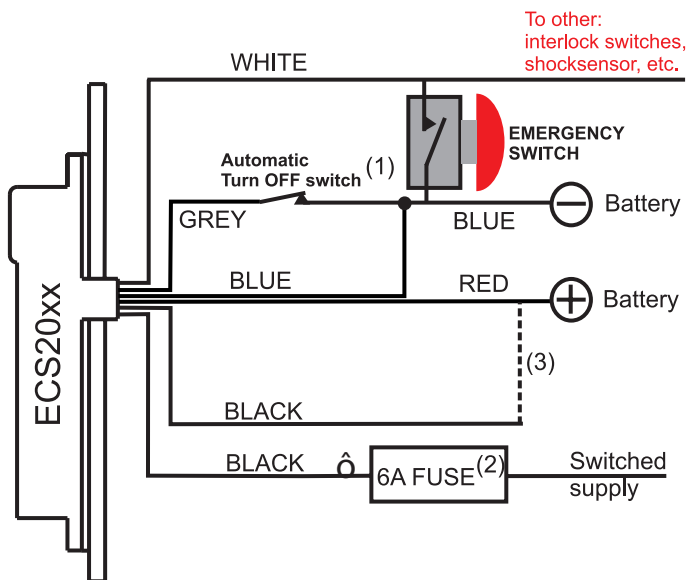 To other:
interlock switches,
shocksensor, etc.
WHITE
EMERGENCY
SWITCH
Automatic
Turn OFF switch (1)
GREY
BLUE
Battery
BLUE
RED
Battery
(3)
BLACK
BLACK
ô
6A FUSE (2)
Switched
supply
ECS20xx